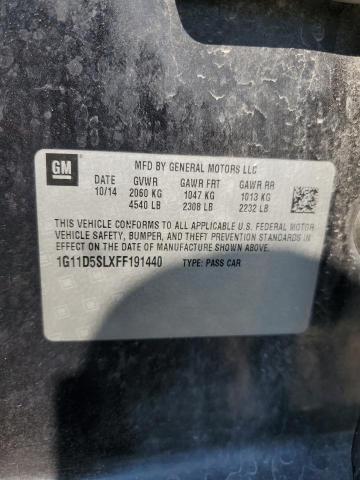 GM
MFD BY GENERAL MOTORS LLC
DATE GVWR GAWR FRT GAWR RR
10/14 2060 KG 1047 KG 1013 KG
4540 LB 2308 LB 2232 LB
THIS VEHICLE CONFORMS TO ALL APPLICABLE U.S. FEDERAL MOTOR
VEHICLE SAFETY, BUMPER, AND THEFT PREVENTION STANDARDS IN
EFFECT ON THE DATE OF MANUFACTURE SHOWN ABOVE.
1G11D5SLXFF191440 TYPE: PASS CAR